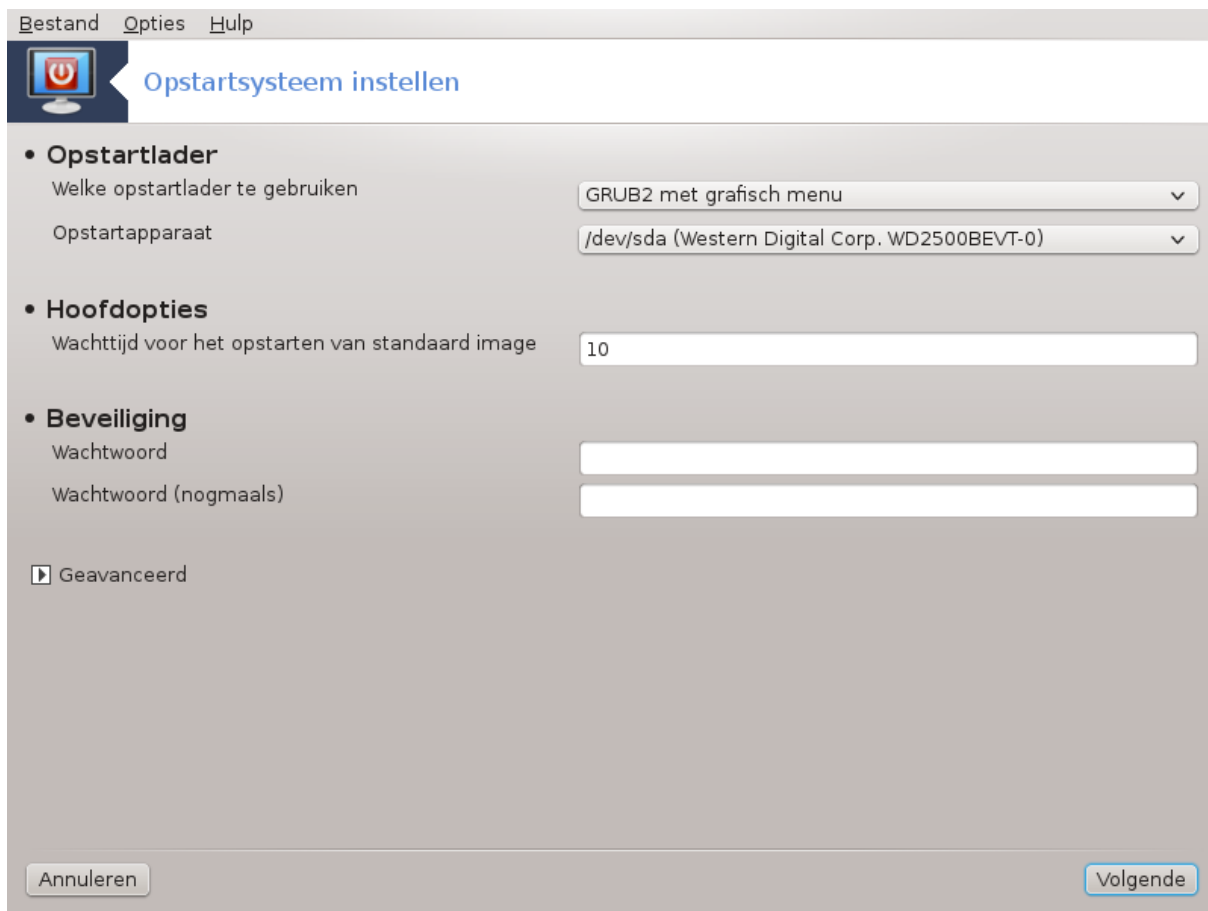 Bestand Opties Hulp
Opstartsysteem instellen
• Opstartlader
Welke opstartlader te gebruiken
GRUB2 met grafisch menu
Opstartapparaat
/dev/sda (Western Digital Corp. WD2500BEVT-0)
• Hoofdopties
Wachttijd voor het opstarten van standaard image
10
• Beveiliging
Wachtwoord
Wachtwoord (nogmaals)
Geavanceerd
Annuleren
Volgende